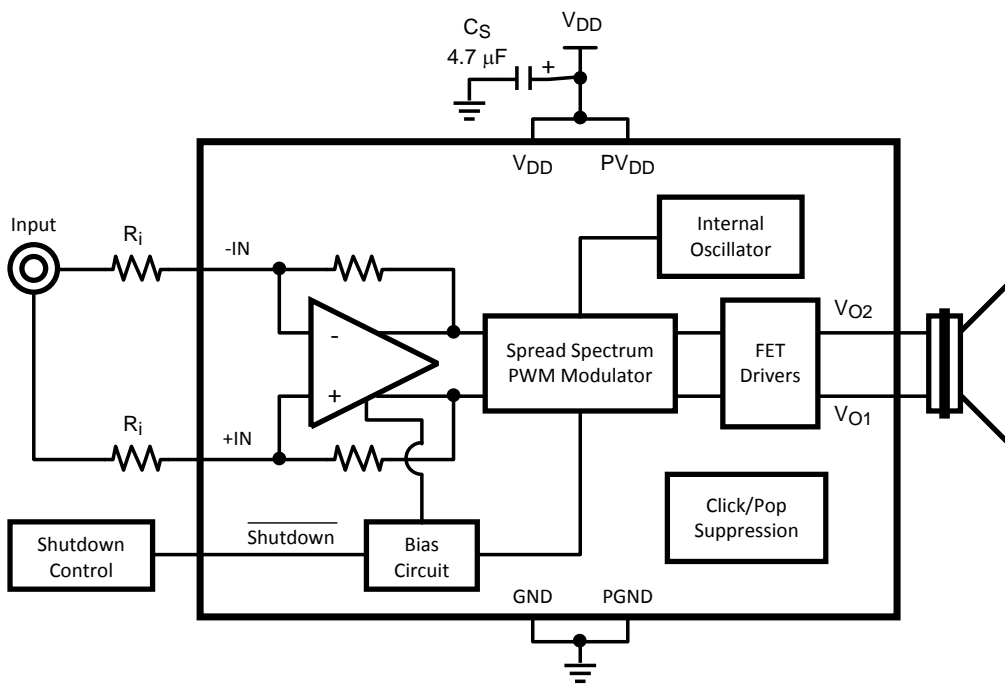 C_S
4.7 μF
+
V_DD
V_DD
PV_DD
Input
R_i
-IN
Internal
Oscillator
-
+
Spread Spectrum
PWM Modulator
FET
Drivers
V_O2
V_O1
R_i
+IN
Click/Pop
Suppression
Shutdown
Control
Shutdown
Bias
Circuit
GND
PGND